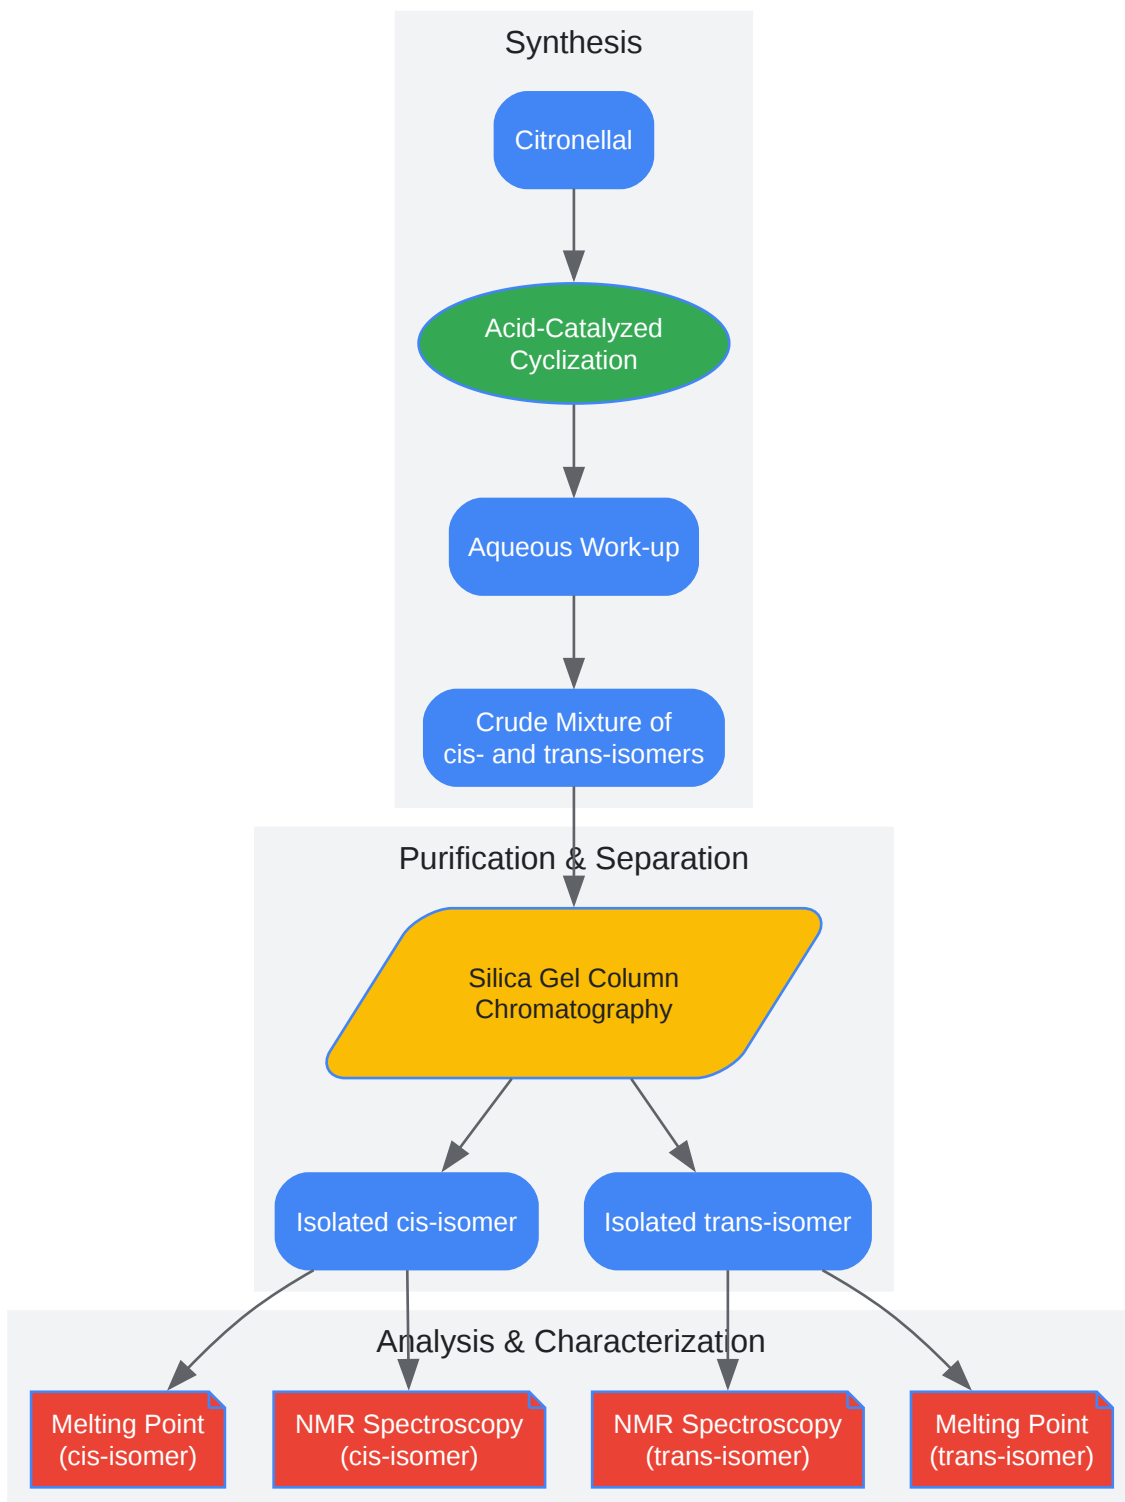 Synthesis
Citronellal
Acid-Catalyzed
Cyclization
Aqueous Work-up
Crude Mixture of
cis- and trans-isomers
Purification & Separation
Silica Gel Column
Chromatography
Isolated cis-isomer
Isolated trans-isomer
Analysis & Characterization
Melting Point
(cis-isomer)
NMR Spectroscopy
(cis-isomer)
NMR Spectroscopy
(trans-isomer)
Melting Point
(trans-isomer)